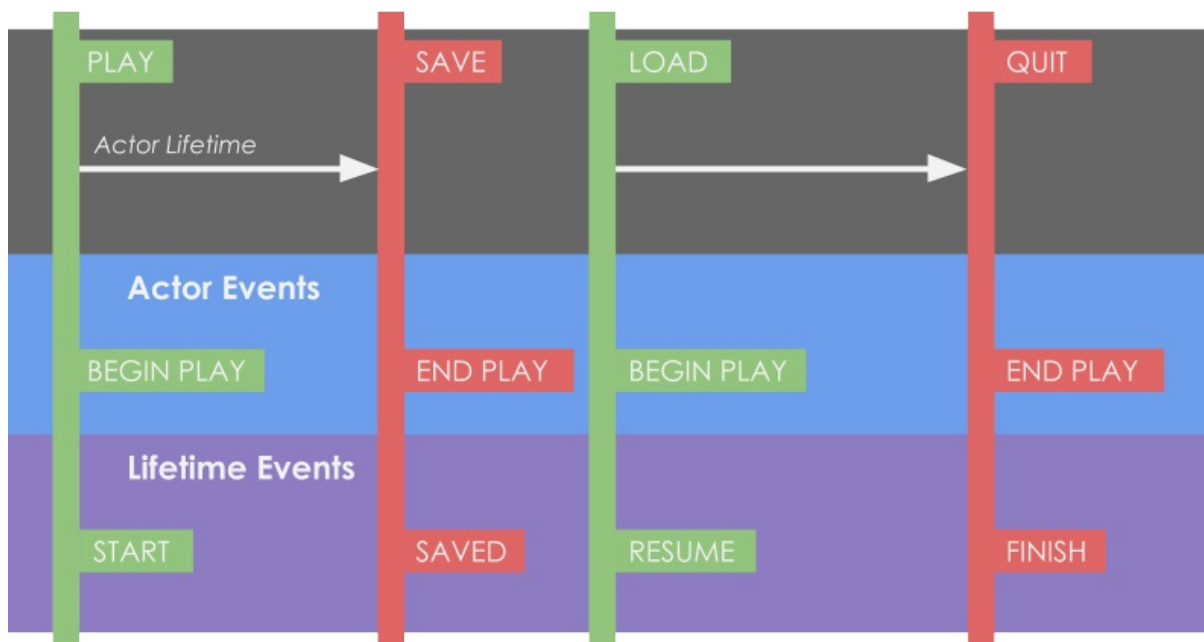 PLAY
SAVE
LOAD
QUIT
Actor Lifetime
Actor Events
BEGIN PLAY
END PLAY
BEGIN PLAY
END PLAY
Lifetime Events
START
SAVED
RESUME
FINISH